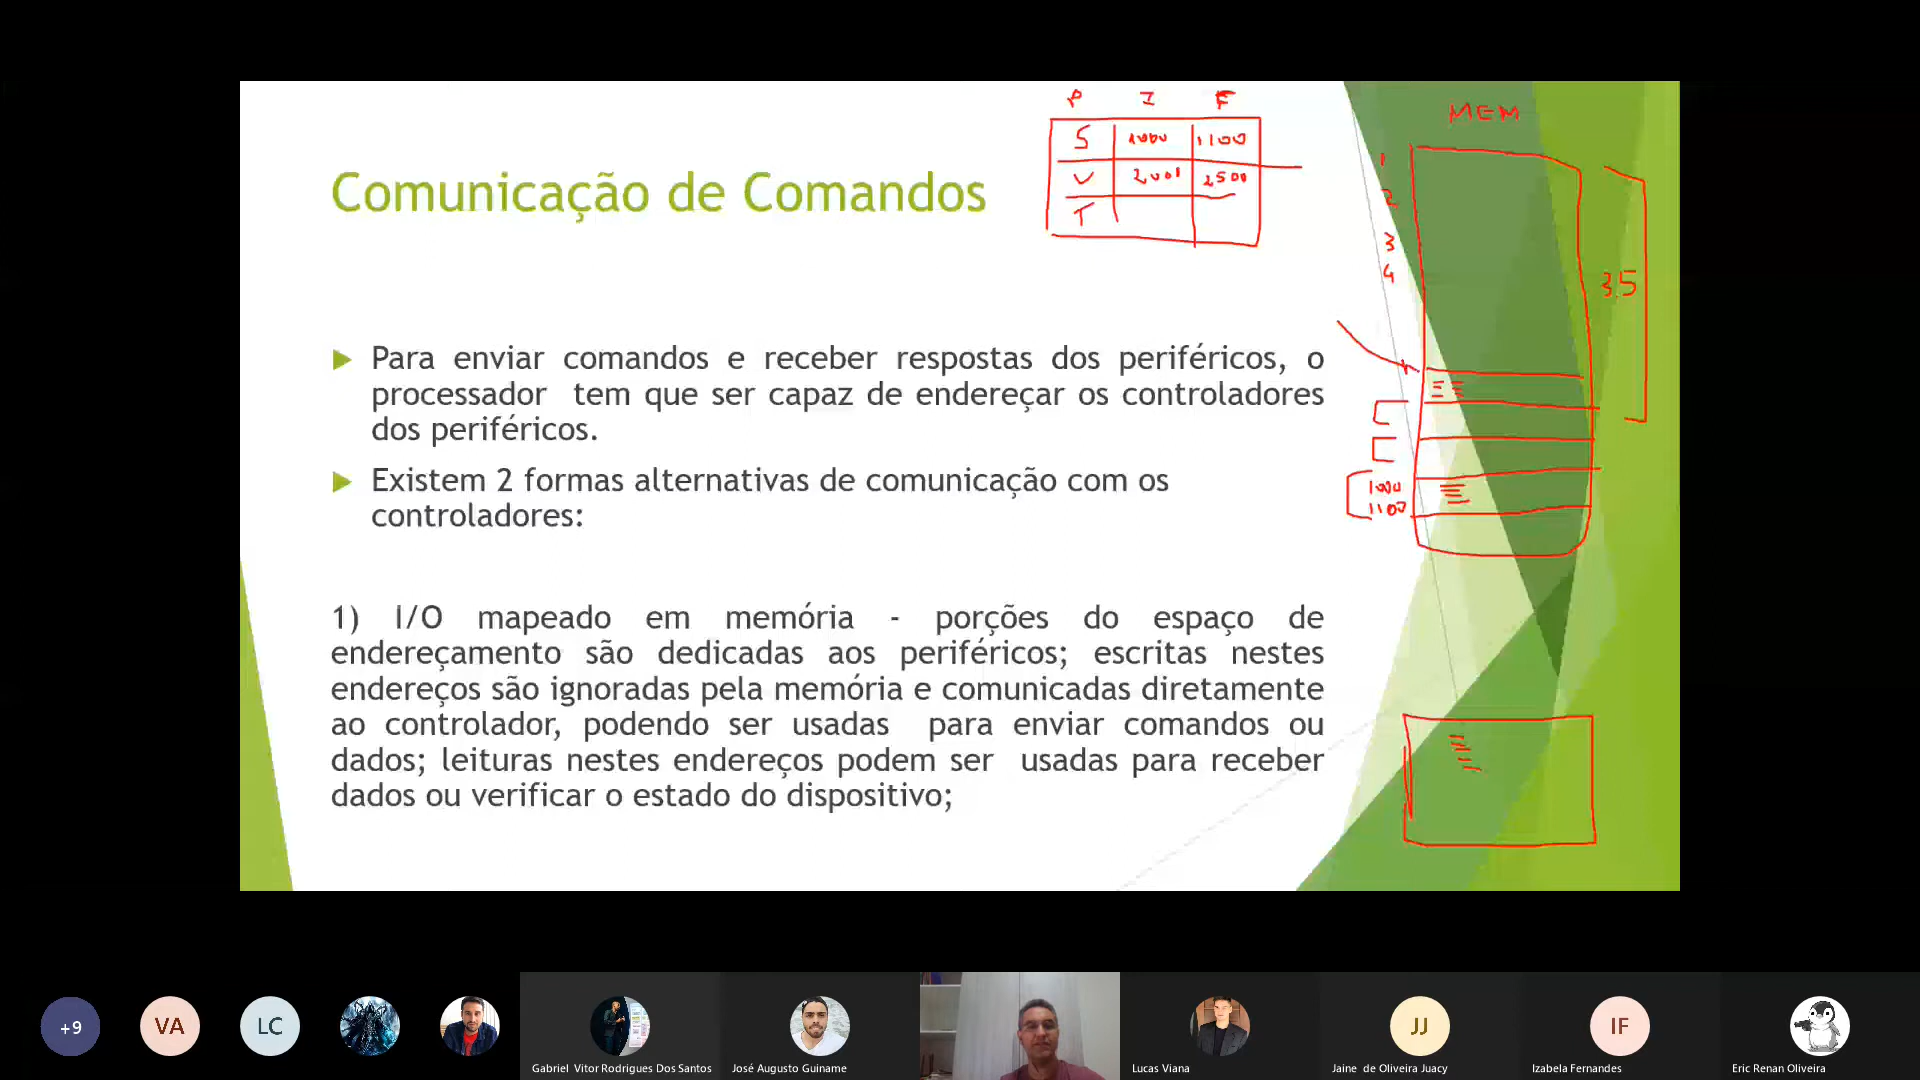 P I F
S 1000 1100
V 2001 2500
T
MEM
1
2
3
4
35
1000
1100
Comunicação de Comandos
Para enviar comandos e receber respostas dos periféricos, o
processador tem que ser capaz de endereçar os controladores
dos periféricos.
Existem 2 formas alternativas de comunicação com os
controladores:
1) I/O mapeado em memória - porções do espaço de
endereçamento são dedicadas aos periféricos; escritas nestes
endereços são ignoradas pela memória e comunicadas diretamente
ao controlador, podendo ser usadas para enviar comandos ou
dados; leituras nestes endereços podem ser usadas para receber
dados ou verificar o estado do dispositivo;
+9
VA
LC
Gabriel Vitor Rodrigues Dos Santos
José Augusto Guiname
Lucas Viana
JJ
Jaine de Oliveira Juacy
IF
Izabela Fernandes
Eric Renan Oliveira